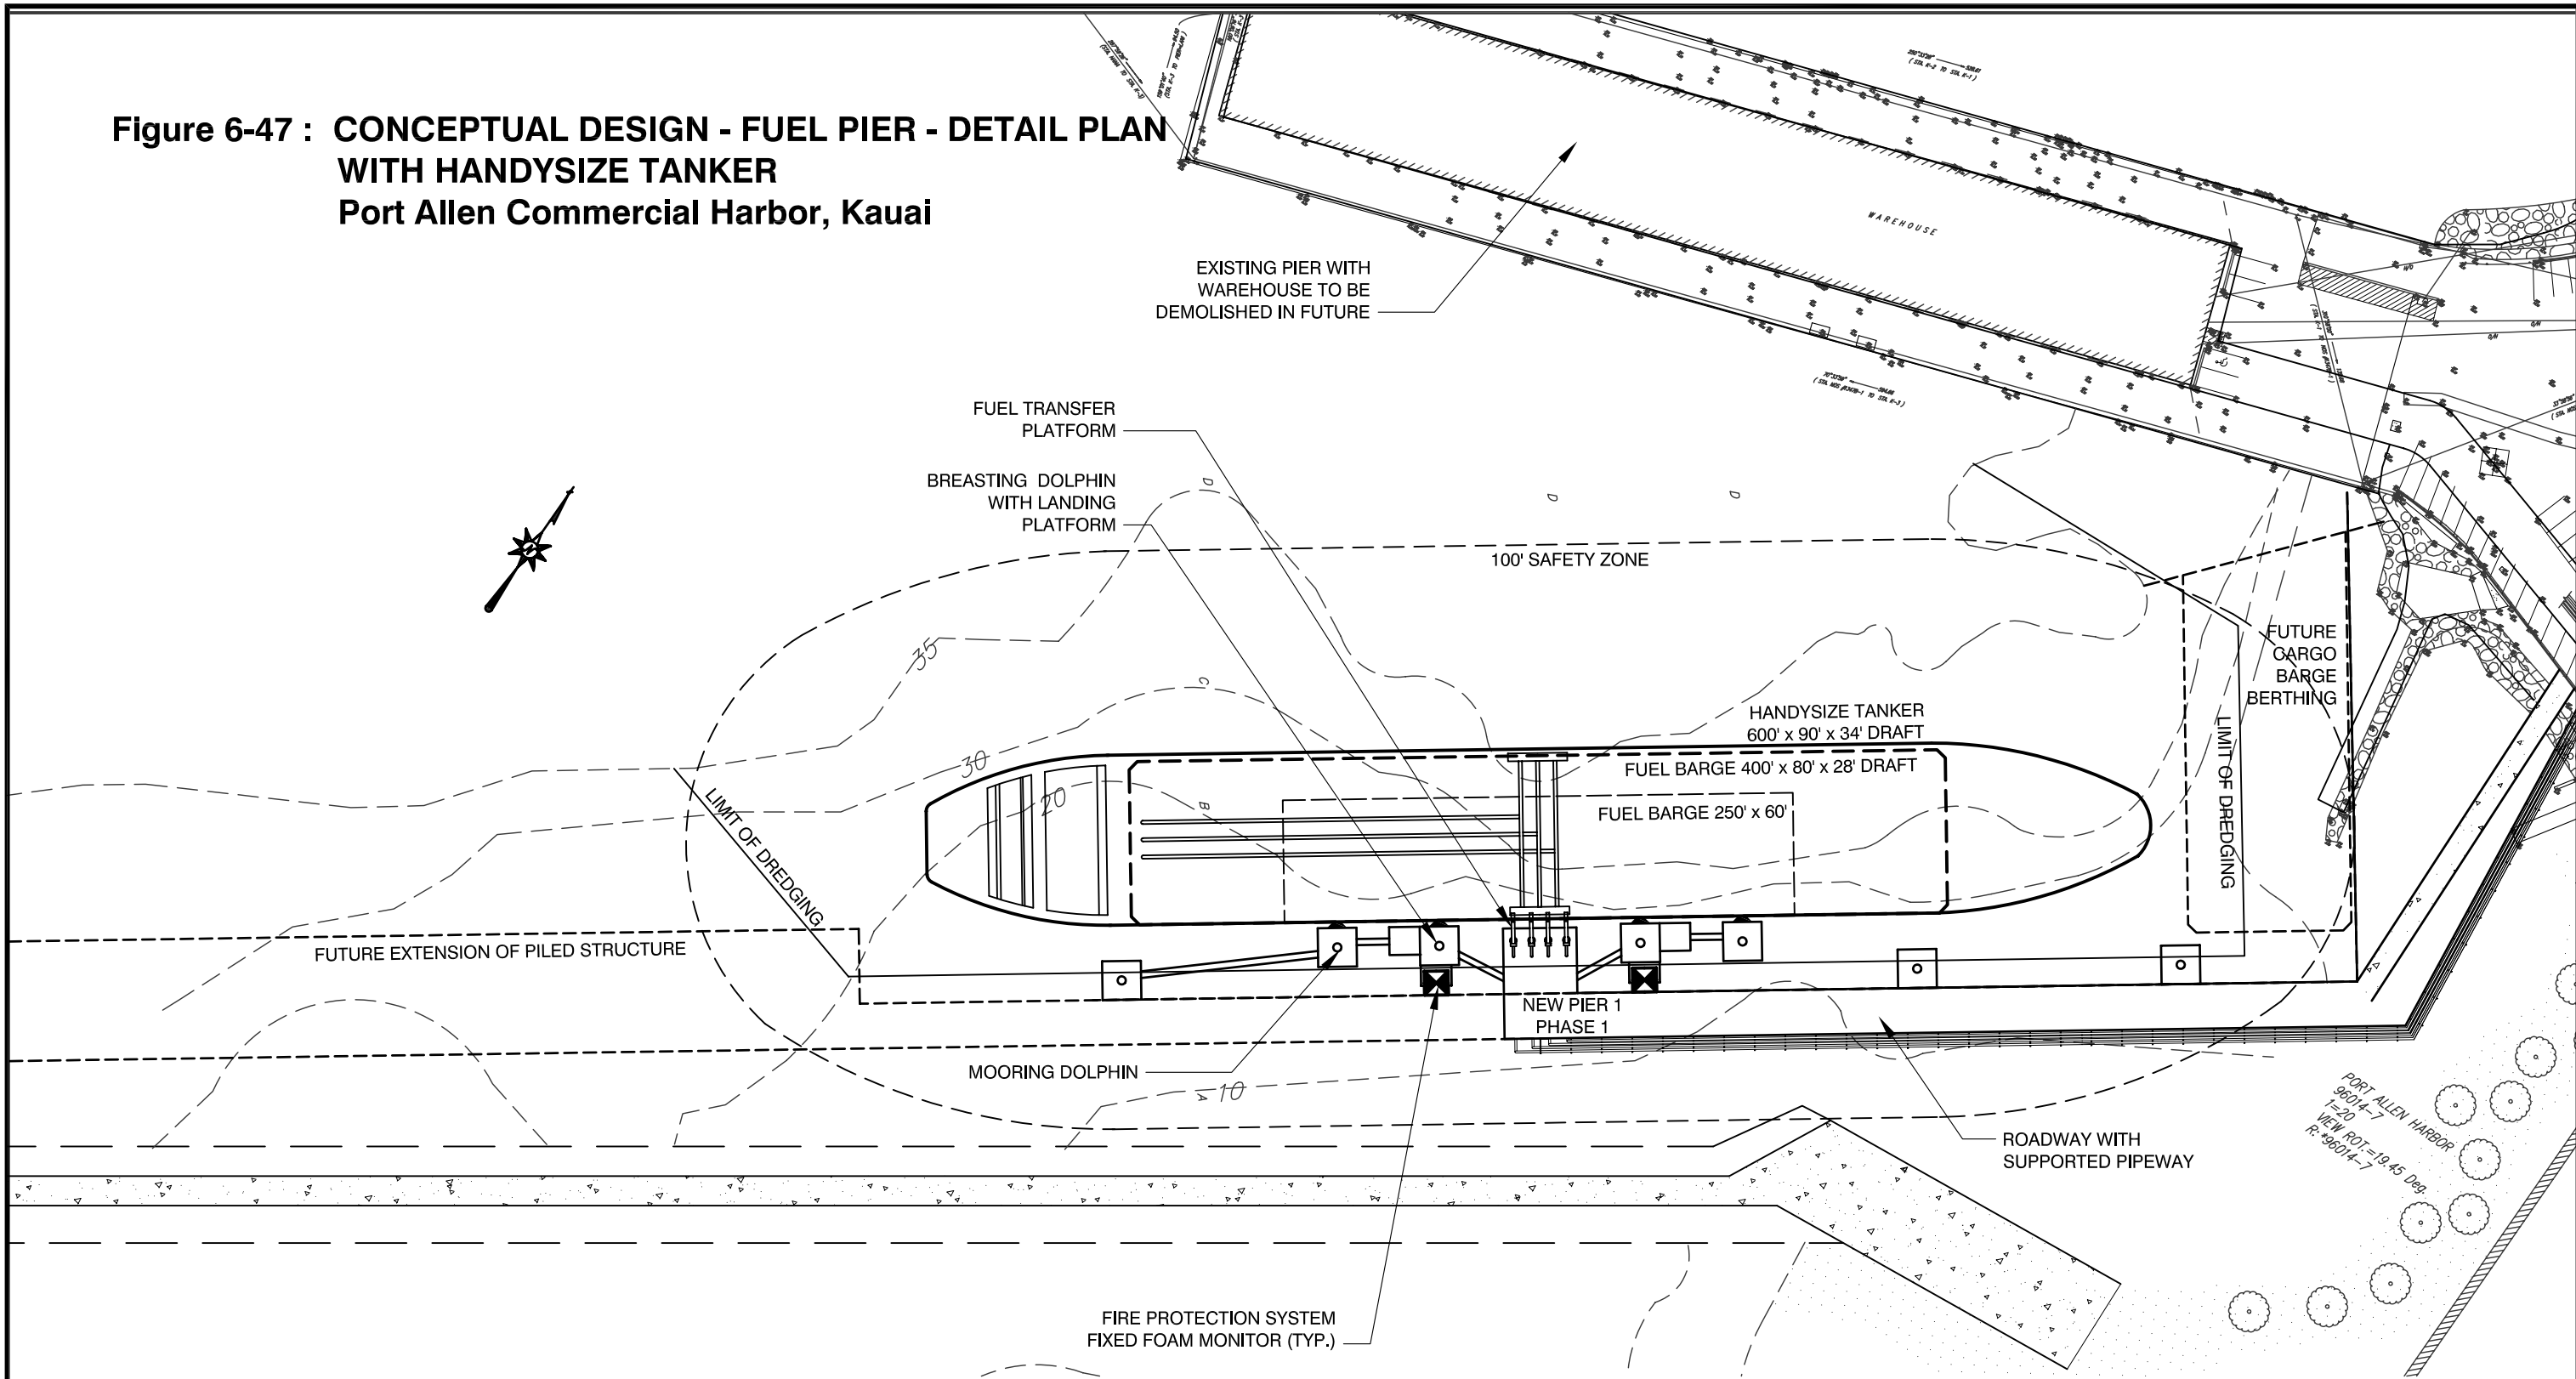 Figure 6-47 : CONCEPTUAL DESIGN - FUEL PIER - DETAIL PLAN
WITH HANDYSIZE TANKER
Port Allen Commercial Harbor, Kauai
WAREHOUSE
EXISTING PIER WITH
WAREHOUSE TO BE
DEMOLISHED IN FUTURE
FUEL TRANSFER
PLATFORM
BREASTING DOLPHIN
WITH LANDING
PLATFORM
D
D
D
100' SAFETY ZONE
35
C
30
20
B
FUTURE
CARGO
BARGE
BERTHING
HANDYSIZE TANKER
600' x 90' x 34' DRAFT
FUEL BARGE 400' x 80' x 28' DRAFT
FUEL BARGE 250' x 60'
LIMIT OF DREDGING
LIMIT OF DREDGING
FUTURE EXTENSION OF PILED STRUCTURE
NEW PIER 1
PHASE 1
MOORING DOLPHIN
A
10
ROADWAY WITH
SUPPORTED PIPEWAY
PORT ALLEN HARBOR
96014-7
1=20
VIEW ROT.=19.45 Deg.
R:*96014-7
FIRE PROTECTION SYSTEM
FIXED FOAM MONITOR (TYP.)